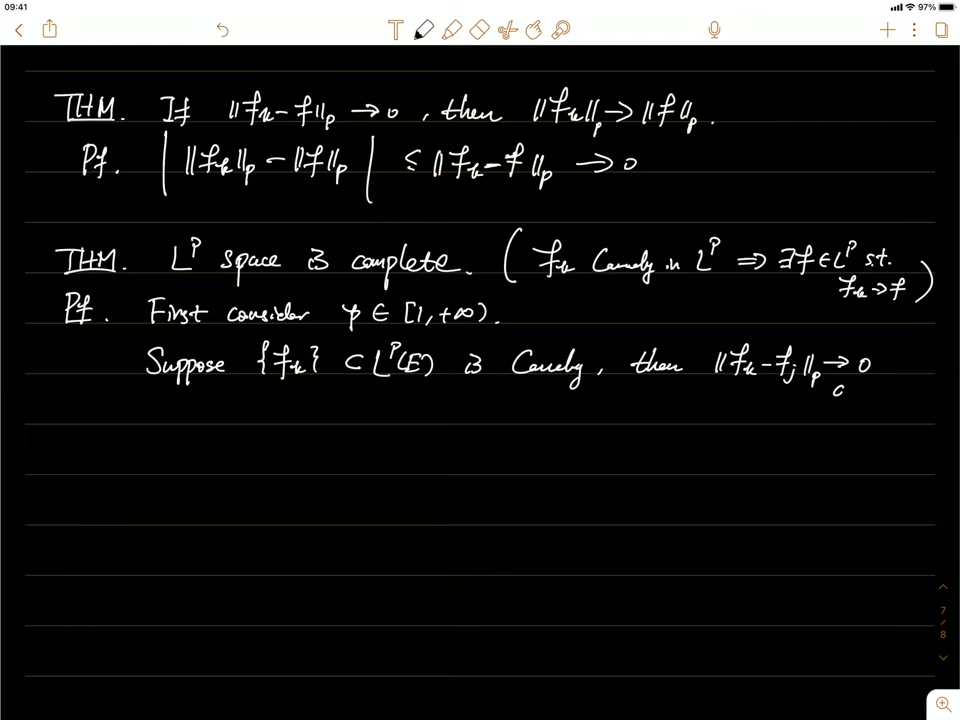 09:41 97%
THM. If ||f_k - f||_p → 0, then ||f_k||_p → ||f||_p.
Pf. | ||f_k||_p - ||f||_p | ≤ ||f_k - f||_p → 0
THM. L^p space is complete. ( f_k Cauchy in L^p ⇒ ∃f ∈ L^p s.t.
f_k → f )
Pf. First consider p ∈ [1, +∞).
Suppose {f_k} ⊂ L^p(E) is Cauchy, then ||f_k - f_j||_p → 0
7
/
8